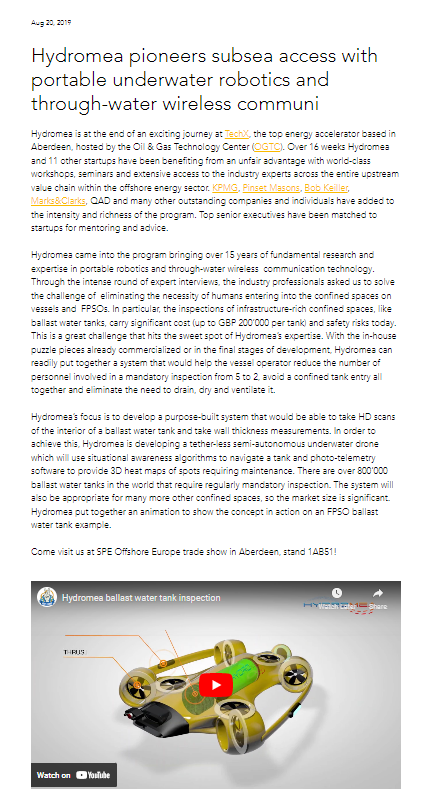 Aug 20, 2019
Hydromea pioneers subsea access with
portable underwater robotics and
through-water wireless communi
Hydromea is at the end of an exciting journey at TechX, the top energy accelerator based in
Aberdeen, hosted by the Oil & Gas Technology Center (OGTC). Over 16 weeks Hydromea
and 11 other startups have been benefiting from an unfair advantage with world-class
workshops, seminars and extensive access to the industry experts across the entire upstream
value chain within the offshore energy sector. KPMG, Pinset Masons, Bob Keiller,
Marks&Clarks, QAD and many other outstanding companies and individuals have added to
the intensity and richness of the program. Top senior executives have been matched to
startups for mentoring and advice.
Hydromea came into the program bringing over 15 years of fundamental research and
expertise in portable robotics and through-water wireless communication technology.
Through the intense round of expert interviews, the industry professionals asked us to solve
the challenge of eliminating the necessity of humans entering into the confined spaces on
vessels and FPSOs. In particular, the inspections of infrastructure-rich confined spaces, like
ballast water tanks, carry significant cost (up to GBP 200'000 per tank) and safety risks today.
This is a great challenge that hits the sweet spot of Hydromea's expertise. With the in-house
puzzle pieces already commercialized or in the final stages of development, Hydromea can
readily put together a system that would help the vessel operator reduce the number of
personnel involved in a mandatory inspection from 5 to 2, avoid a confined tank entry all
together and eliminate the need to drain, dry and ventilate it.
Hydromea's focus is to develop a purpose-built system that would be able to take HD scans
of the interior of a ballast water tank and take wall thickness measurements. In order to
achieve this, Hydromea is developing a tether-less semi-autonomous underwater drone
which will use situational awareness algorithms to navigate a tank and photo-telemetry
software to provide 3D heat maps of spots requiring maintenance. There are over 800'000
ballast water tanks in the world that require regularly mandatory inspection. The system will
also be appropriate for many more other confined spaces, so the market size is significant.
Hydromea put together an animation to show the concept in action on an FPSO ballast
water tank example.
Come visit us at SPE Offshore Europe trade show in Aberdeen, stand 1AB51!
Hydromea ballast water tank inspection
Watch Later Share
THRUS
Watch on YouTube